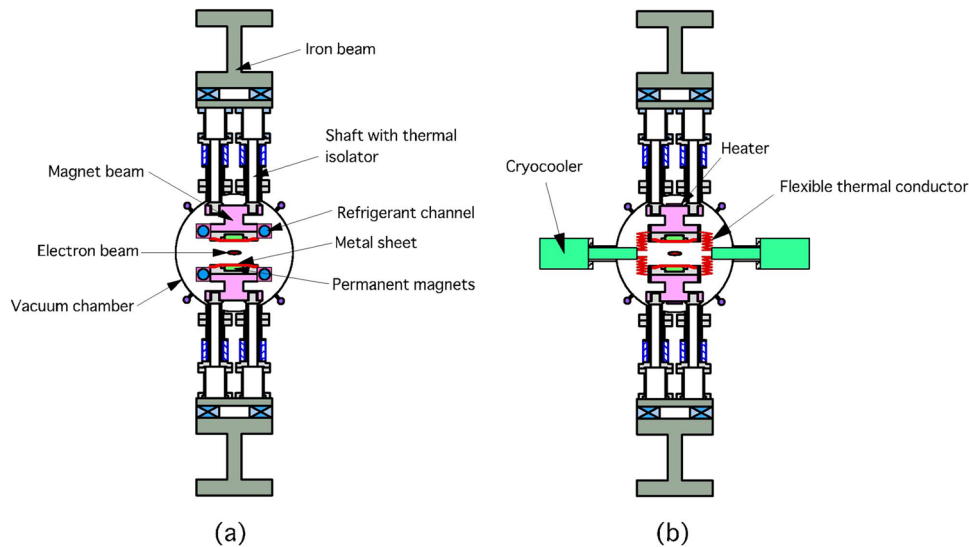 Iron beam
Shaft with thermal
isolator
Magnet beam
Refrigerant channel
Metal sheet
Electron beam
Permanent magnets
Vacuum chamber
(a)
Heater
Cryocooler
Flexible thermal conductor
(b)